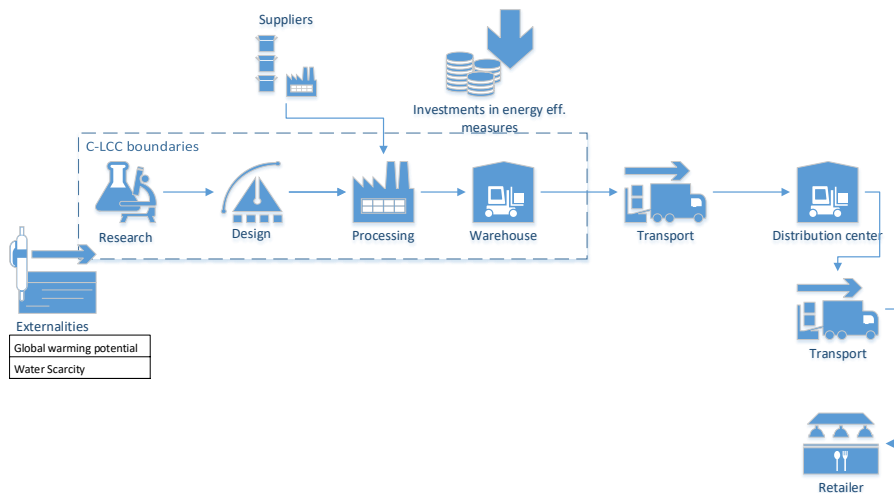 Suppliers
Investments in energy eff.
measures
C-LCC boundaries
Research
Design
Processing
Warehouse
Transport
Distribution center
Externalities
Global warming potential
Water Scarcity
Transport
Retailer